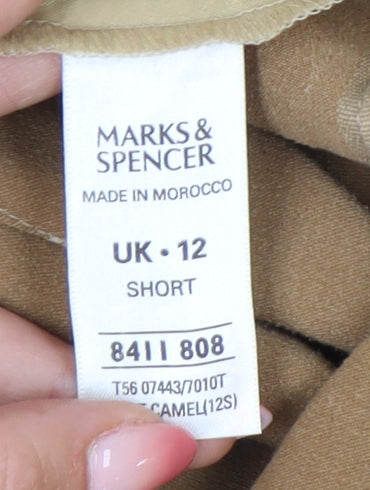 MARKS &
SPENCER
MADE IN MOROCCO
UK • 12
SHORT
8411 808
T56 07443/7010T
CAMEL(12S)